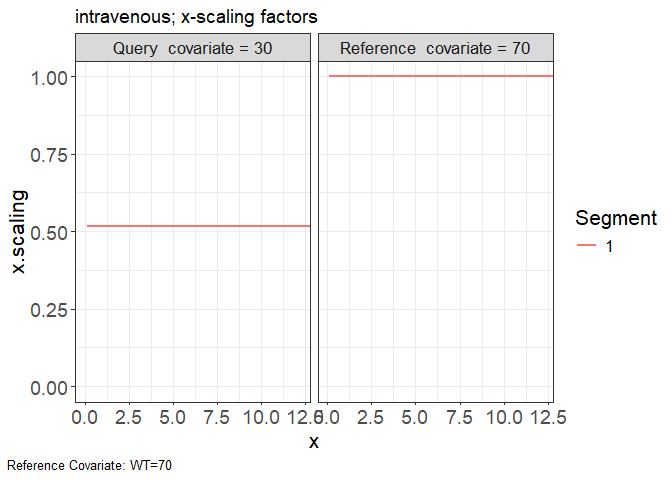 intravenous; x-scaling factors
Query covariate = 30
Reference covariate = 70
1.00
0.75
0.50
0.25
0.00
x.scaling
0.0 2.5 5.0 7.5 10.0 12.5
0.0 2.5 5.0 7.5 10.0 12.5
x
Segment
1
Reference Covariate: WT=70